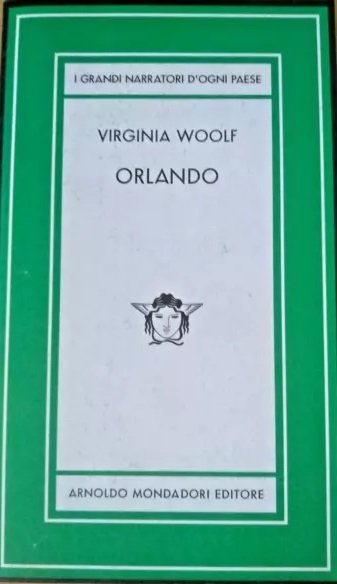 I GRANDI NARRATORI D'OGNI PAESE
VIRGINIA WOOLF
ORLANDO
ARNOLDO MONDADORI EDITORE